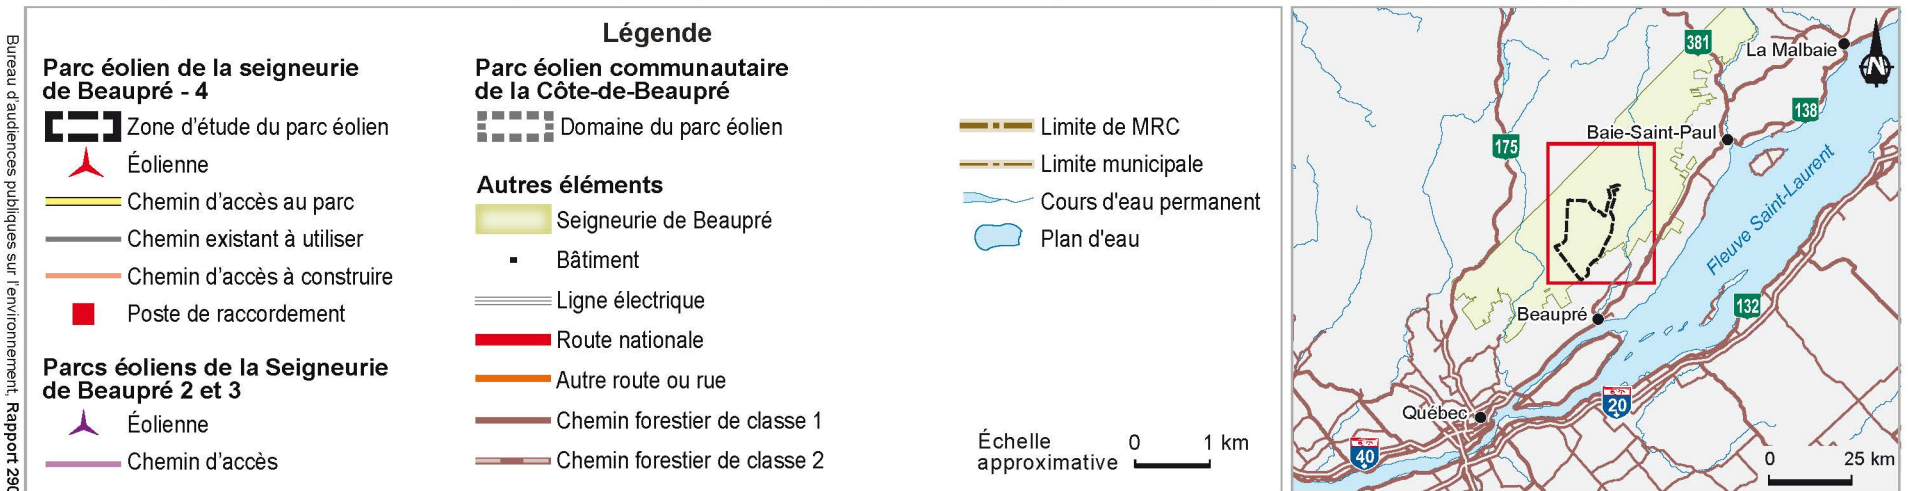 Bureau d'audiences publiques sur l'environnement, Rapport 290
Légende
Parc éolien de la seigneurie
de Beaupré - 4
Zone d'étude du parc éolien
Éolienne
Chemin d'accès au parc
Chemin existant à utiliser
Chemin d'accès à construire
Poste de raccordement
Parcs éoliens de la Seigneurie
de Beaupré 2 et 3
Éolienne
Chemin d'accès
Parc éolien communautaire
de la Côte-de-Beaupré
Domaine du parc éolien
Autres éléments
Seigneurie de Beaupré
Bâtiment
Ligne électrique
Route nationale
Autre route ou rue
Chemin forestier de classe 1
Chemin forestier de classe 2
Limite de MRC
Limite municipale
Cours d'eau permanent
Plan d'eau
Échelle
approximative
0 1 km
381
La Malbaie
N
138
175
Baie-Saint-Paul
Fleuve Saint-Laurent
Beaupré
132
Québec
20
40
0 25 km